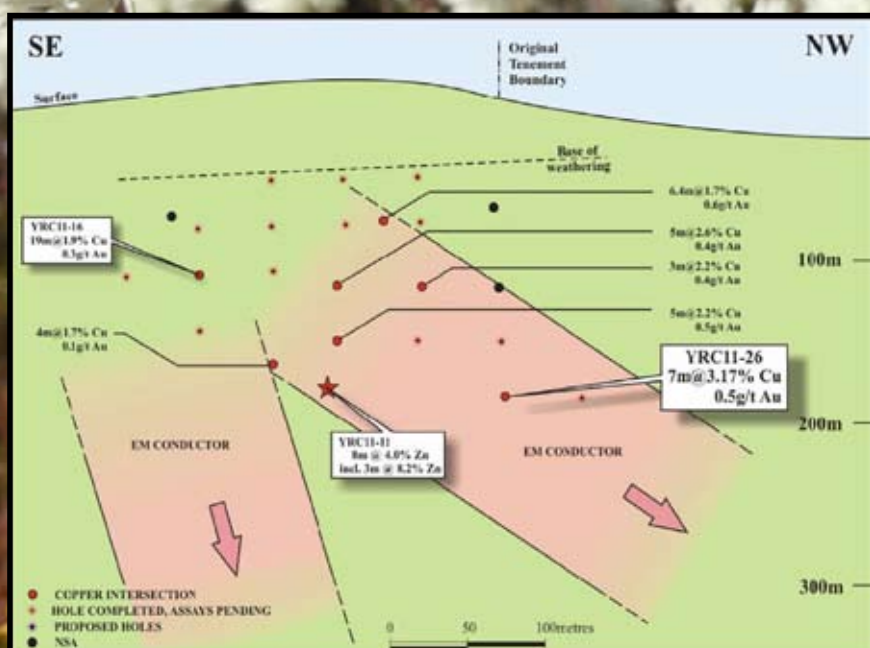 SE
NW
Original
Tenement
Boundary
Surface
Base of
weathering
6.4m@1.7% Cu
0.6g/t Au
YRC11-16
19m@1.9% Cu
0.3g/t Au
5m@2.6% Cu
0.4g/t Au
3m@2.2% Cu
0.4g/t Au
100m
5m@2.2% Cu
0.5g/t Au
4m@1.7% Cu
0.1g/t Au
YRC11-26
7m@3.17% Cu
0.5g/t Au
200m
YRC11-11
8m @ 4.0% Zn
incl. 3m @ 8.2% Zn
EM CONDUCTOR
EM CONDUCTOR
300m
COPPER INTERSECTION
HOLE COMPLETED, ASSAYS PENDING
PROPOSED HOLES
NSA
0 50 100metres